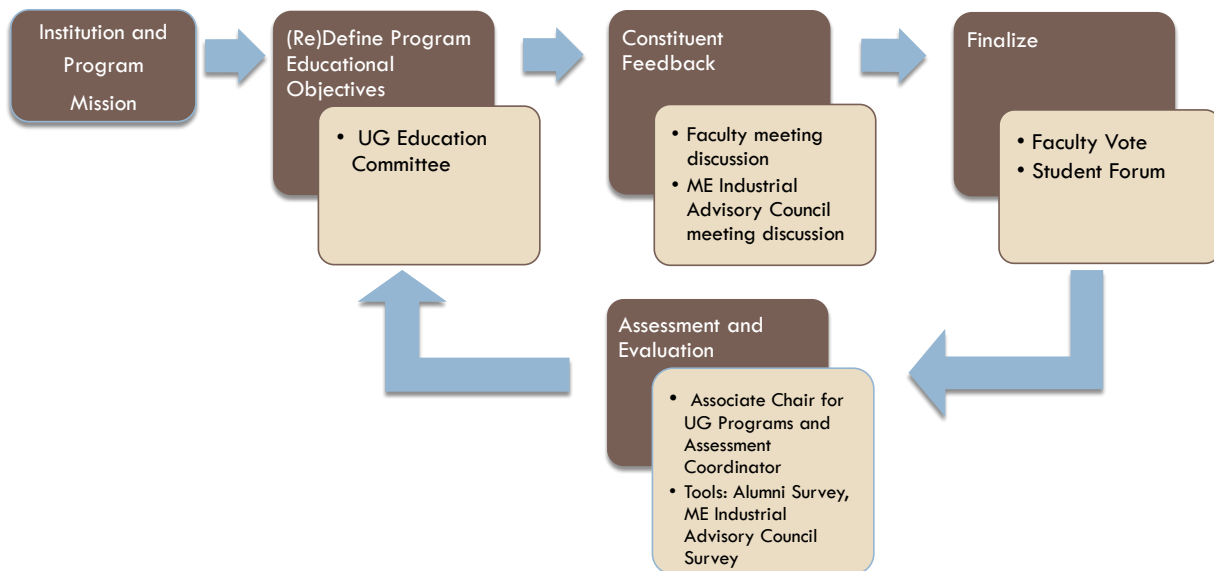 Institution and
Program
Mission
(Re)Define Program
Educational
Objectives
• UG Education
Committee
Constituent
Feedback
• Faculty meeting
discussion
• ME Industrial
Advisory Council
meeting discussion
Finalize
• Faculty Vote
• Student Forum
Assessment and
Evaluation
• Associate Chair for
UG Programs and
Assessment
Coordinator
• Tools: Alumni Survey,
ME Industrial
Advisory Council
Survey